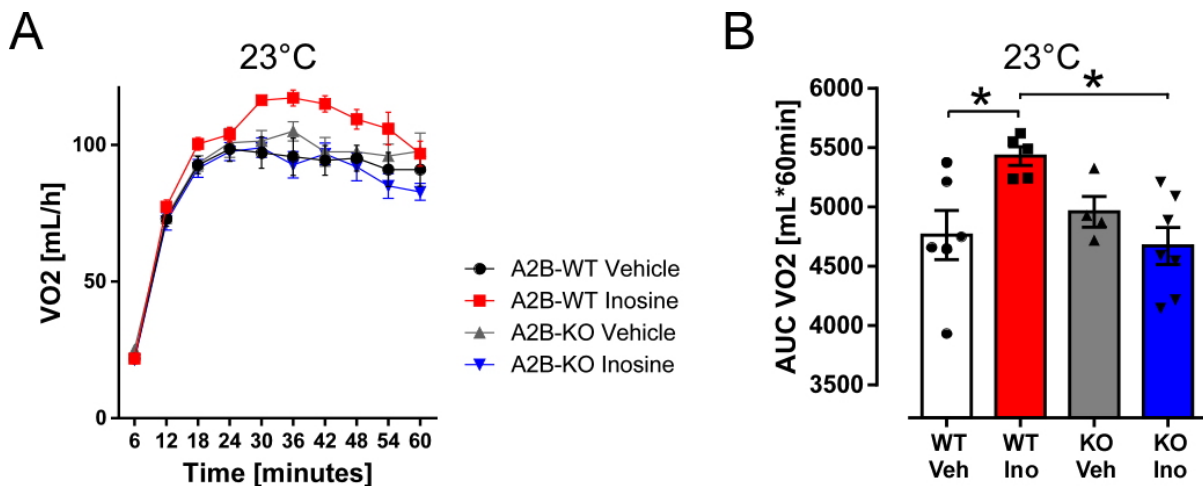 A
23°C
VO2 [mL/h]
100
50
0
6 12 18 24 30 36 42 48 54 60
Time [minutes]
A2B-WT Vehicle
A2B-WT Inosine
A2B-KO Vehicle
A2B-KO Inosine
B
23°C
AUC VO2 [mL*60min]
6000
5500
5000
4500
4000
3500
* *
WT WT KO KO
Veh Ino Veh Ino